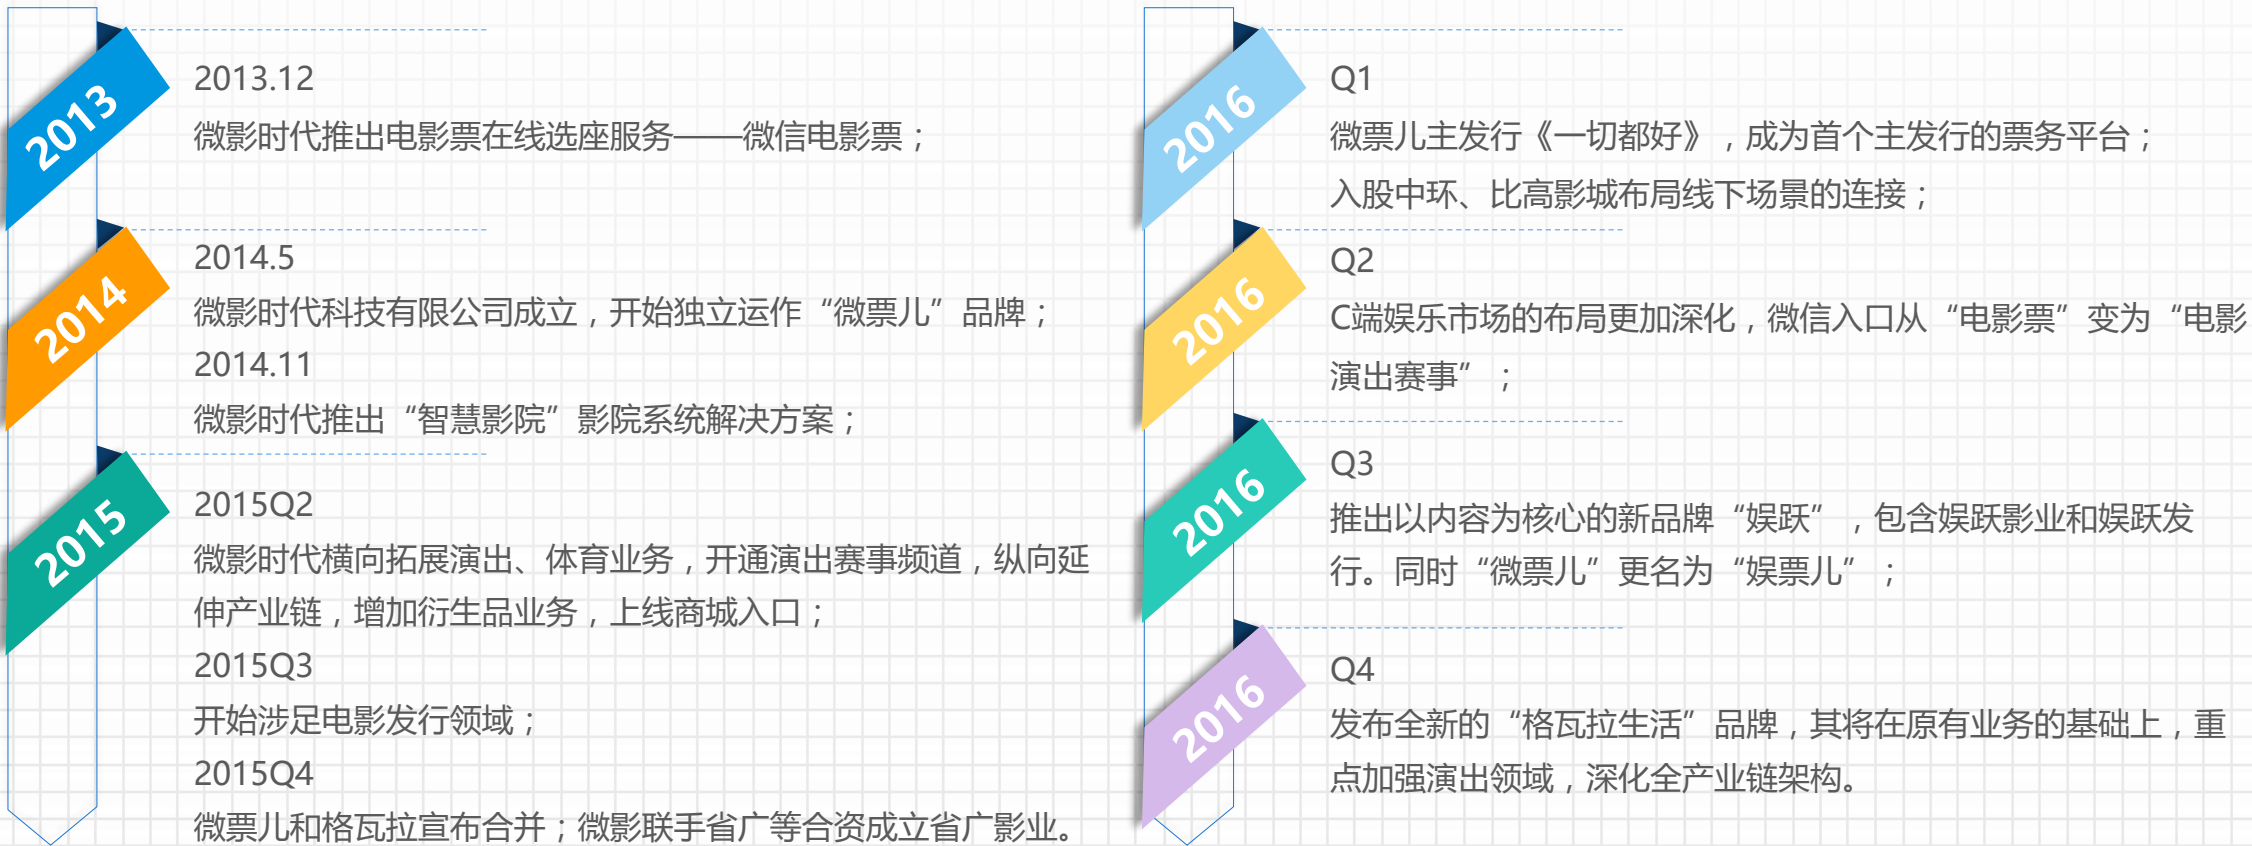 2013
2013.12
微影时代推出电影票在线选座服务——微信电影票；
2014
2014.5
微影时代科技有限公司成立，开始独立运作“微票儿”品牌；
2014.11
微影时代推出“智慧影院”影院系统解决方案；
2015
2015Q2
微影时代横向拓展演出、体育业务，开通演出赛事频道，纵向延
伸产业链，增加衍生品业务，上线商城入口；
2015Q3
开始涉足电影发行领域；
2015Q4
微票儿和格瓦拉宣布合并；微影联手省广等合资成立省广影业。
2016
Q1
微票儿主发行《一切都好》，成为首个主发行的票务平台；
入股中环、比高影城布局线下场景的连接；
2016
Q2
C端娱乐市场的布局更加深化，微信入口从“电影票”变为“电影
演出赛事”；
2016
Q3
推出以内容为核心的新品牌“娱跃”，包含娱跃影业和娱跃发
行。同时“微票儿”更名为“娱票儿”；
2016
Q4
发布全新的“格瓦拉生活”品牌，其将在原有业务的基础上，重
点加强演出领域，深化全产业链架构。